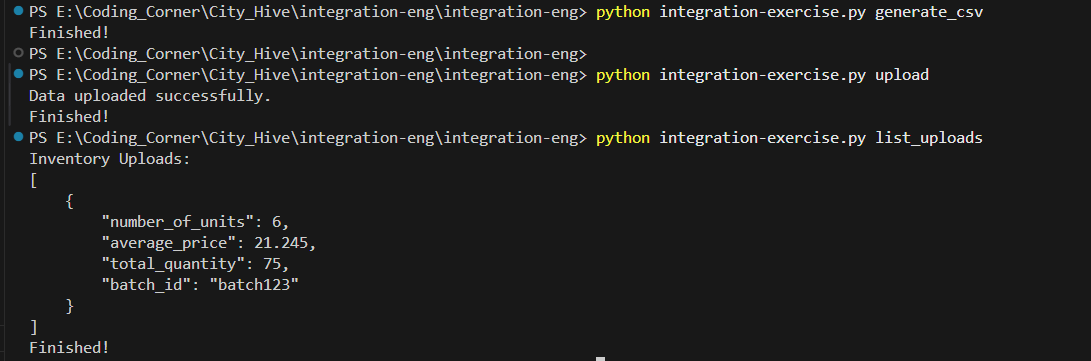 PS E:\Coding_Corner\City_Hive\integration-eng\integration-eng> python integration-exercise.py generate_csv
Finished!
PS E:\Coding_Corner\City_Hive\integration-eng\integration-eng>
PS E:\Coding_Corner\City_Hive\integration-eng\integration-eng> python integration-exercise.py upload
Data uploaded successfully.
Finished!
PS E:\Coding_Corner\City_Hive\integration-eng\integration-eng> python integration-exercise.py list_uploads
Inventory Uploads:
[
    {
        "number_of_units": 6,
        "average_price": 21.245,
        "total_quantity": 75,
        "batch_id": "batch123"
    }
]
Finished!